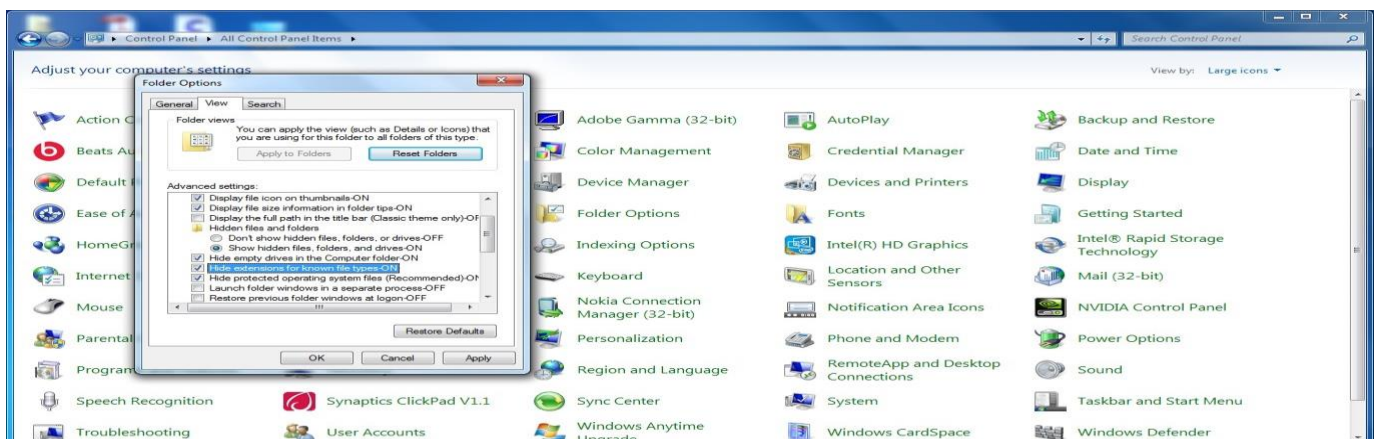 Control Panel ▸ All Control Panel Items ▸
Search Control Panel
Adjust your computer's settings
View by: Large icons
Folder Options
General View Search
Folder views
You can apply the view (such as Details or Icons) that
you are using for this folder to all folders of this type.
Apply to Folders Reset Folders
Advanced settings:
Display file icon on thumbnails-ON
Display file size information in folder tips-ON
Display the full path in the title bar (Classic theme only)-OF
Hidden files and folders
Don't show hidden files, folders, or drives-OFF
Show hidden files, folders, and drives-ON
Hide empty drives in the Computer folder-ON
Hide extensions for known file types-ON
Hide protected operating system files (Recommended)-ON
Launch folder windows in a separate process-OFF
Restore previous folder windows at logon-OFF
Restore Defaults
OK Cancel Apply
Action C
Adobe Gamma (32-bit)
AutoPlay
Backup and Restore
Beats Au
Color Management
Credential Manager
Date and Time
Default
Device Manager
Devices and Printers
Display
Ease of A
Folder Options
Fonts
Getting Started
HomeGr
Indexing Options
Intel(R) HD Graphics
Intel® Rapid Storage
Technology
Internet
Keyboard
Location and Other
Sensors
Mail (32-bit)
Mouse
Nokia Connection
Manager (32-bit)
Notification Area Icons
NVIDIA Control Panel
Parental
Personalization
Phone and Modem
Power Options
Program
Region and Language
RemoteApp and Desktop
Connections
Sound
Speech Recognition
Synaptics ClickPad V1.1
Sync Center
System
Taskbar and Start Menu
Troubleshooting
User Accounts
Windows Anytime
Upgrade
Windows CardSpace
Windows Defender